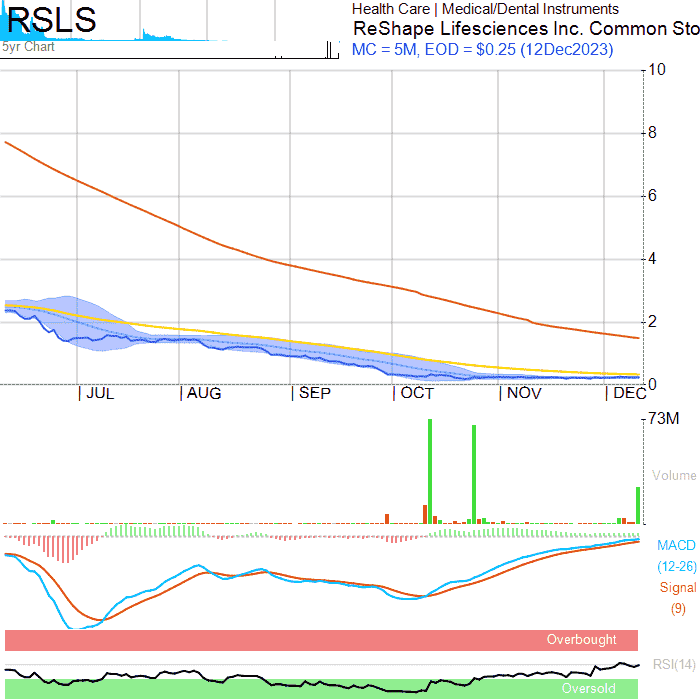 RSLS
5yr Chart
Health Care | Medical/Dental Instruments
ReShape Lifesciences Inc. Common Sto
MC = 5M, EOD = $0.25 (12Dec2023)
10
8
6
4
2
0
JUL
AUG
SEP
OCT
NOV
DEC
73M
Volume
MACD
(12-26)
Signal
(9)
Overbought
RSI(14)
Oversold